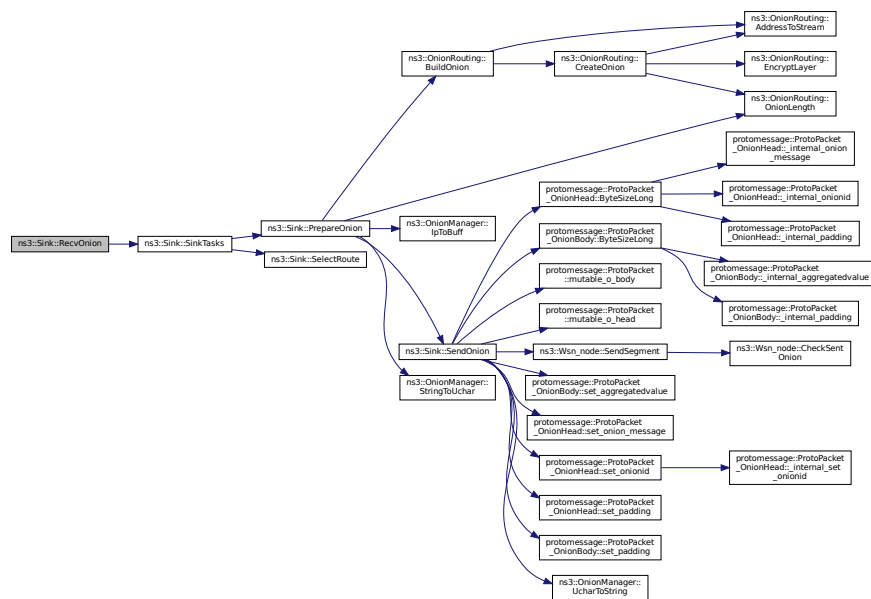 ns3::Sink::RecvOnion
ns3::Sink::SinkTasks
ns3::Sink::PrepareOnion
ns3::Sink::SelectRoute
ns3::OnionRouting::
BuildOnion
ns3::OnionManager::
IpToBuff
ns3::Sink::SendOnion
ns3::OnionManager::
StringToUchar
ns3::OnionRouting::
CreateOnion
protomessage::ProtoPacket
_OnionHead::ByteSizeLong
protomessage::ProtoPacket
_OnionBody::ByteSizeLong
protomessage::ProtoPacket
::mutable_o_body
protomessage::ProtoPacket
::mutable_o_head
ns3::Wsn_node::SendSegment
protomessage::ProtoPacket
_OnionBody::set_aggregatedvalue
protomessage::ProtoPacket
_OnionHead::set_onion_message
protomessage::ProtoPacket
_OnionHead::set_onionid
protomessage::ProtoPacket
_OnionHead::set_padding
protomessage::ProtoPacket
_OnionBody::set_padding
ns3::OnionManager::
UcharToString
ns3::OnionRouting::
AddressToStream
ns3::OnionRouting::
EncryptLayer
ns3::OnionRouting::
OnionLength
protomessage::ProtoPacket
_OnionHead::_internal_onion
_message
protomessage::ProtoPacket
_OnionHead::_internal_onionid
protomessage::ProtoPacket
_OnionHead::_internal_padding
protomessage::ProtoPacket
_OnionBody::_internal_aggregatedvalue
protomessage::ProtoPacket
_OnionBody::_internal_padding
ns3::Wsn_node::CheckSent
Onion
protomessage::ProtoPacket
_OnionHead::_internal_set
_onionid